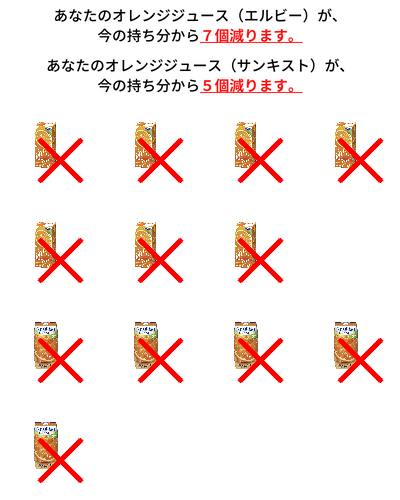 あなたのオレンジジュース（エルビー）が、
今の持ち分から７個減ります。
あなたのオレンジジュース（サンキスト）が、
今の持ち分から５個減ります。